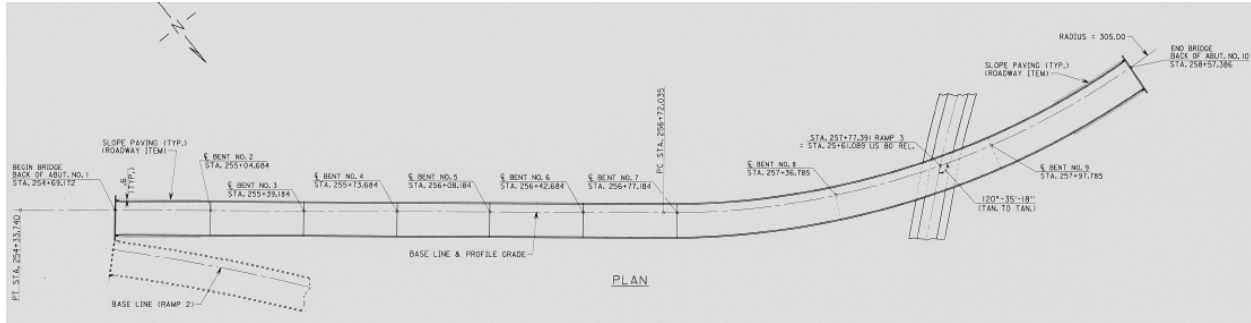 N
RADIUS = 305.00
END BRIDGE
BACK OF ABUT. NO. 10
STA. 258+57.386
SLOPE PAVING (TYP.)
(ROADWAY ITEM)
PC STA. 256+72.035
STA. 257+77.391 RAMP 3
= STA. 25+61.089 US 80 REL.
SLOPE PAVING (TYP.)
(ROADWAY ITEM)
BEGIN BRIDGE
BACK OF ABUT. NO. 1
STA. 254+69.172
.6
(TYP.)
℄ BENT NO. 2
STA. 255+04.684
℄ BENT NO. 3
STA. 255+39.184
℄ BENT NO. 4
STA. 255+73.684
℄ BENT NO. 5
STA. 256+08.184
℄ BENT NO. 6
STA. 256+42.684
℄ BENT NO. 7
STA. 256+77.184
℄ BENT NO. 8
STA. 257+36.785
℄ BENT NO. 9
STA. 257+97.785
120°-35'-18"
(TAN. TO TAN.)
PT STA. 254+33.740
BASE LINE & PROFILE GRADE
BASE LINE (RAMP 2)
PLAN